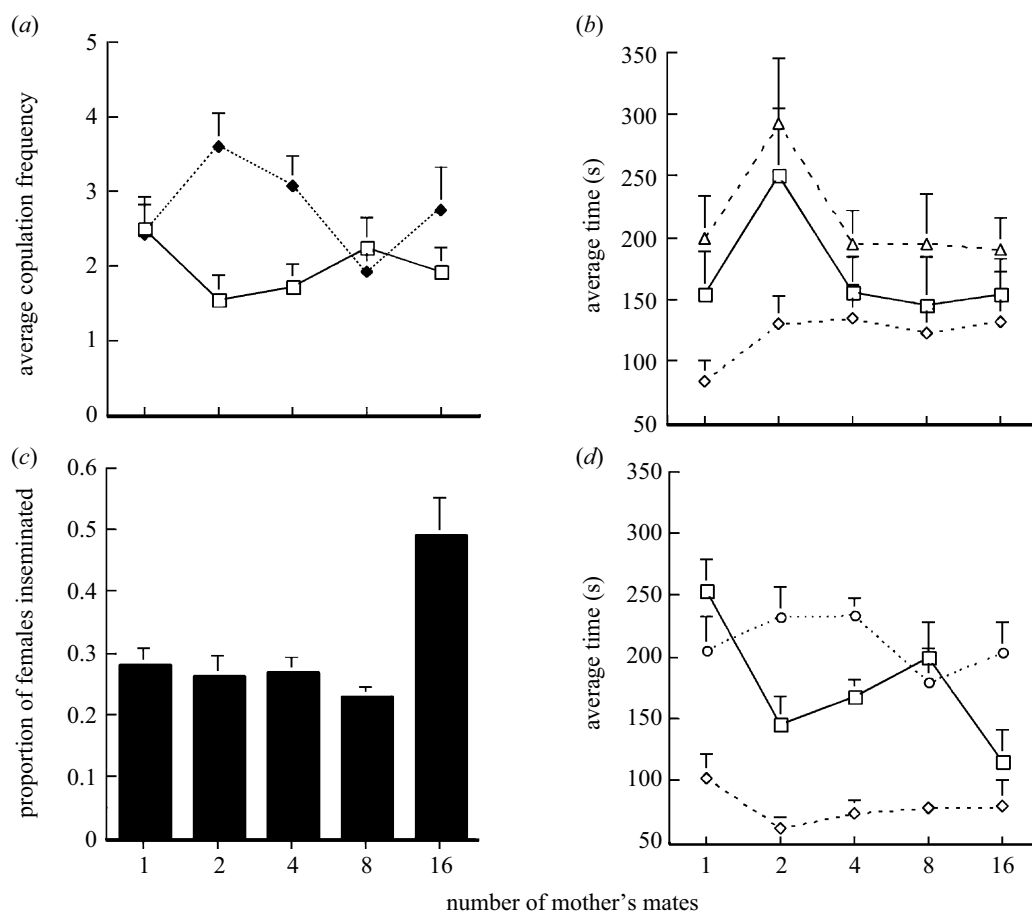 (a)
5
4
3
2
1
0
average copulation frequency
(b)
350
300
250
200
150
100
50
average time (s)
(c)
0.6
0.5
0.4
0.3
0.2
0.1
0
proportion of females inseminated
1 2 4 8 16
(d)
350
300
250
200
150
100
50
average time (s)
1 2 4 8 16
number of mother's mates